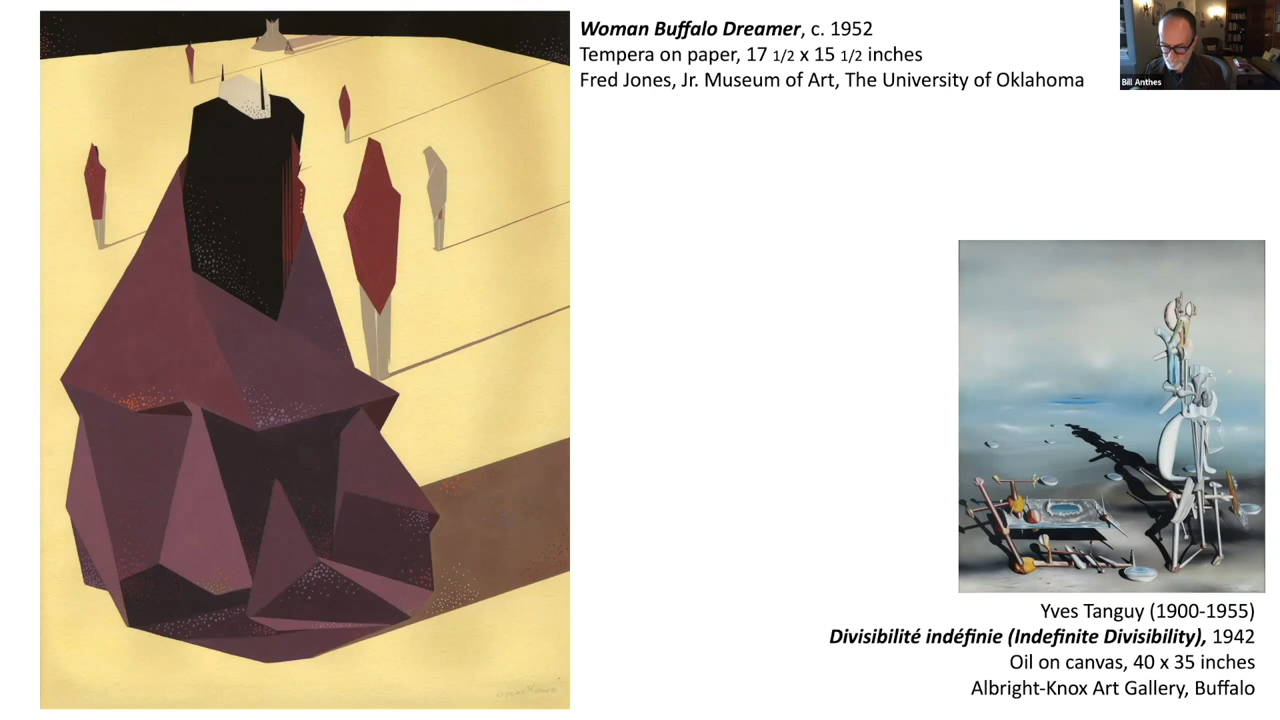 Woman Buffalo Dreamer, c. 1952
Tempera on paper, 17 1/2 x 15 1/2 inches
Fred Jones, Jr. Museum of Art, The University of Oklahoma
Bill Anthes
Yves Tanguy (1900-1955)
Divisibilité indéfinie (Indefinite Divisibility), 1942
Oil on canvas, 40 x 35 inches
Albright-Knox Art Gallery, Buffalo